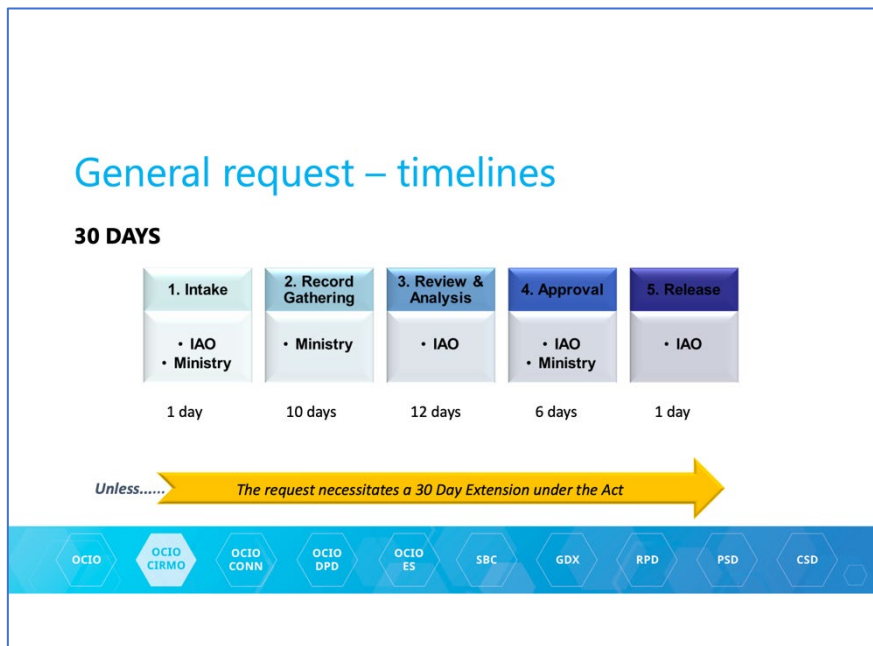 General request – timelines
30 DAYS
1. Intake
2. Record
Gathering
3. Review &
Analysis
4. Approval
5. Release
• IAO
• Ministry
• Ministry
• IAO
• IAO
• Ministry
• IAO
1 day
10 days
12 days
6 days
1 day
Unless......
The request necessitates a 30 Day Extension under the Act
OCIO
OCIO
CIRMO
OCIO
CONN
OCIO
DPD
OCIO
ES
SBC
GDX
RPD
PSD
CSD